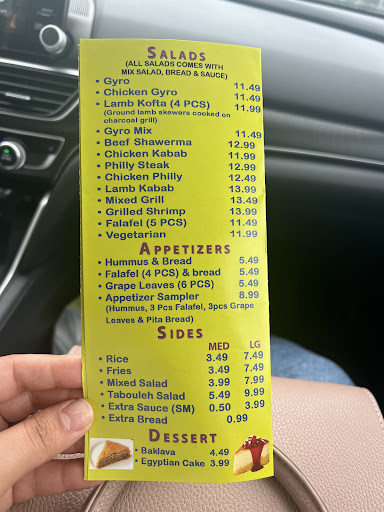 SALADS
(ALL SALADS COMES WITH
MIX SALAD, BREAD & SAUCE)
• Gyro 11.49
• Chicken Gyro 11.49
• Lamb Kofta (4 PCS) 11.99
(Ground lamb skewers cooked on
charcoal grill)
• Gyro Mix 11.49
• Beef Shawerma 12.99
• Chicken Kabab 11.99
• Philly Steak 12.99
• Chicken Philly 12.49
• Lamb Kabab 13.99
• Mixed Grill 13.49
• Grilled Shrimp 13.99
• Falafel (5 PCS) 11.49
• Vegetarian 11.99
APPETIZERS
• Hummus & Bread 5.49
• Falafel (4 PCS) & bread 5.49
• Grape Leaves (6 PCS) 5.49
• Appetizer Sampler 8.99
(Hummus, 3 Pcs Falafel, 3pcs Grape
Leaves & Pita Bread)
SIDES
MED LG
• Rice 3.49 7.49
• Fries 3.49 7.49
• Mixed Salad 3.99 7.99
• Tabouleh Salad 5.49 9.99
• Extra Sauce (SM) 0.50 3.99
• Extra Bread 0.99
DESSERT
• Baklava 4.49
• Egyptian Cake 3.99